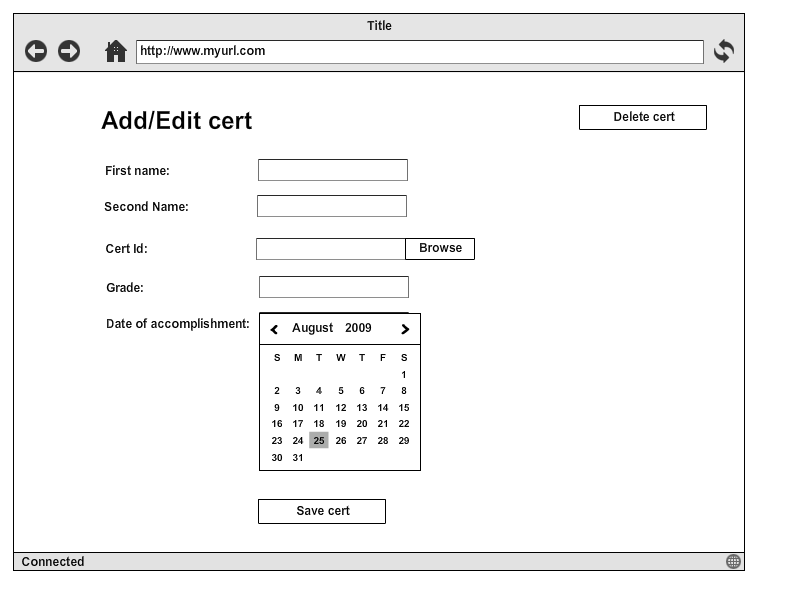 Title
http://www.myurl.com
Add/Edit cert
Delete cert
First name:
Second Name:
Cert Id:
Browse
Grade:
Date of accomplishment:
August 2009
S M T W T F S
1
2 3 4 5 6 7 8
9 10 11 12 13 14 15
16 17 18 19 20 21 22
23 24 25 26 27 28 29
30 31
Save cert
Connected